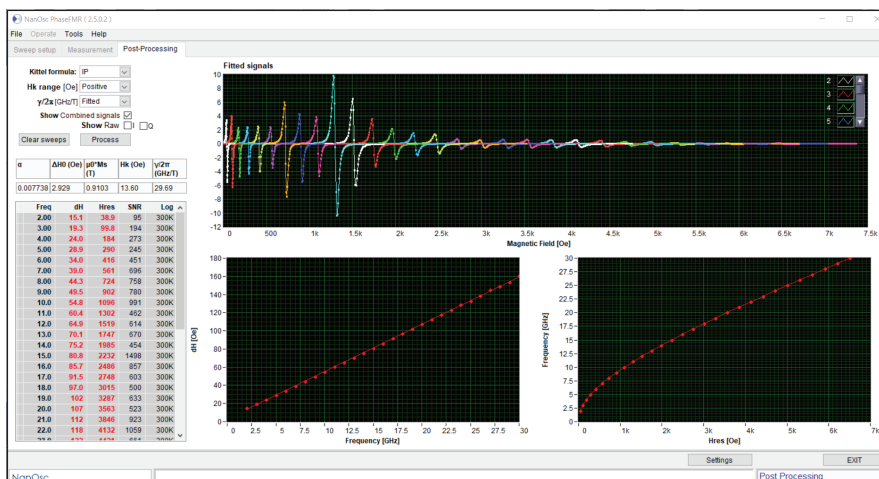 NanOsc PhaseFMR ( 2.5.0.2 )
File Operate Tools Help
Sweep setup Measurement Post-Processing
Kittel formula: IP
Hk range [Oe] Positive
γ/2π [GHz/T] Fitted
Show Combined signals
Show Raw I Q
Clear sweeps Process
α ΔH0 (Oe) μ0*Ms (T) Hk (Oe) γ/2π (GHz/T)
0.007738 2.929 0.9103 13.60 29.69
Freq dH Hres SNR Log
2.00 15.1 38.9 95 300K
3.00 19.3 99.8 194 300K
4.00 24.0 184 273 300K
5.00 28.9 290 245 300K
6.00 34.0 416 451 300K
7.00 39.0 561 696 300K
8.00 44.3 724 758 300K
9.00 49.5 902 780 300K
10.0 54.8 1096 991 300K
11.0 60.4 1302 462 300K
12.0 64.9 1519 614 300K
13.0 70.1 1747 670 300K
14.0 75.2 1985 454 300K
15.0 80.8 2232 1498 300K
16.0 85.7 2486 857 300K
17.0 91.5 2748 603 300K
18.0 97.0 3015 500 300K
19.0 102 3287 633 300K
20.0 107 3563 523 300K
21.0 112 3846 923 300K
22.0 118 4132 1059 300K
Fitted signals
10
8
6
4
2
0
-2
-4
-6
-8
-10
-12
0 500 1k 1.5k 2k 2.5k 3k 3.5k 4k 4.5k 5k 5.5k 6k 6.5k 7k 7.5k
Magnetic Field [Oe]
2
3
4
5
dH [Oe]
180
160
140
120
100
80
60
40
20
0
0 2.5 5 7.5 10 12.5 15 17.5 20 22.5 25 27.5 30
Frequency [GHz]
Frequency [GHz]
30
27.5
25
22.5
20
17.5
15
12.5
10
7.5
5
2.5
0
0 1k 2k 3k 4k 5k 6k 7k
Hres [Oe]
Settings EXIT
NanOsc
Post Processing